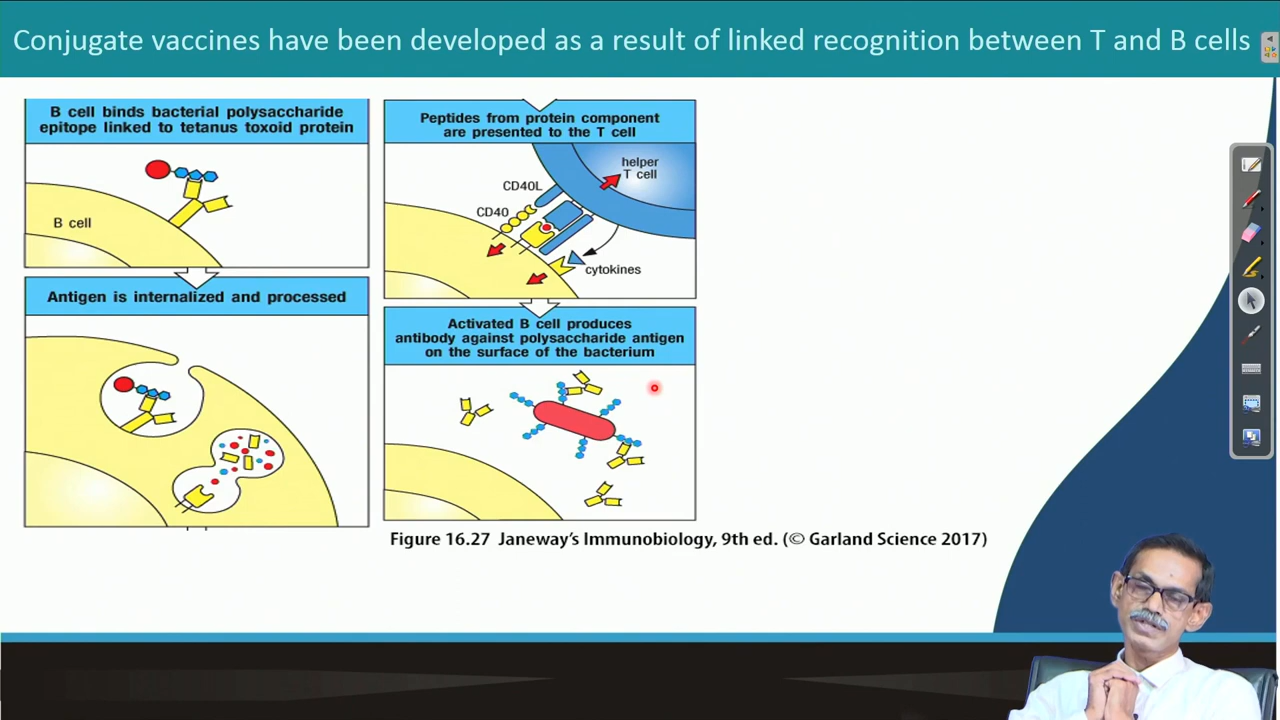 Conjugate vaccines have been developed as a result of linked recognition between T and B cells
B cell binds bacterial polysaccharide
epitope linked to tetanus toxoid protein
B cell
Antigen is internalized and processed
Peptides from protein component
are presented to the T cell
helper
T cell
CD40L
CD40
cytokines
Activated B cell produces
antibody against polysaccharide antigen
on the surface of the bacterium
Figure 16.27 Janeway's Immunobiology, 9th ed. (© Garland Science 2017)